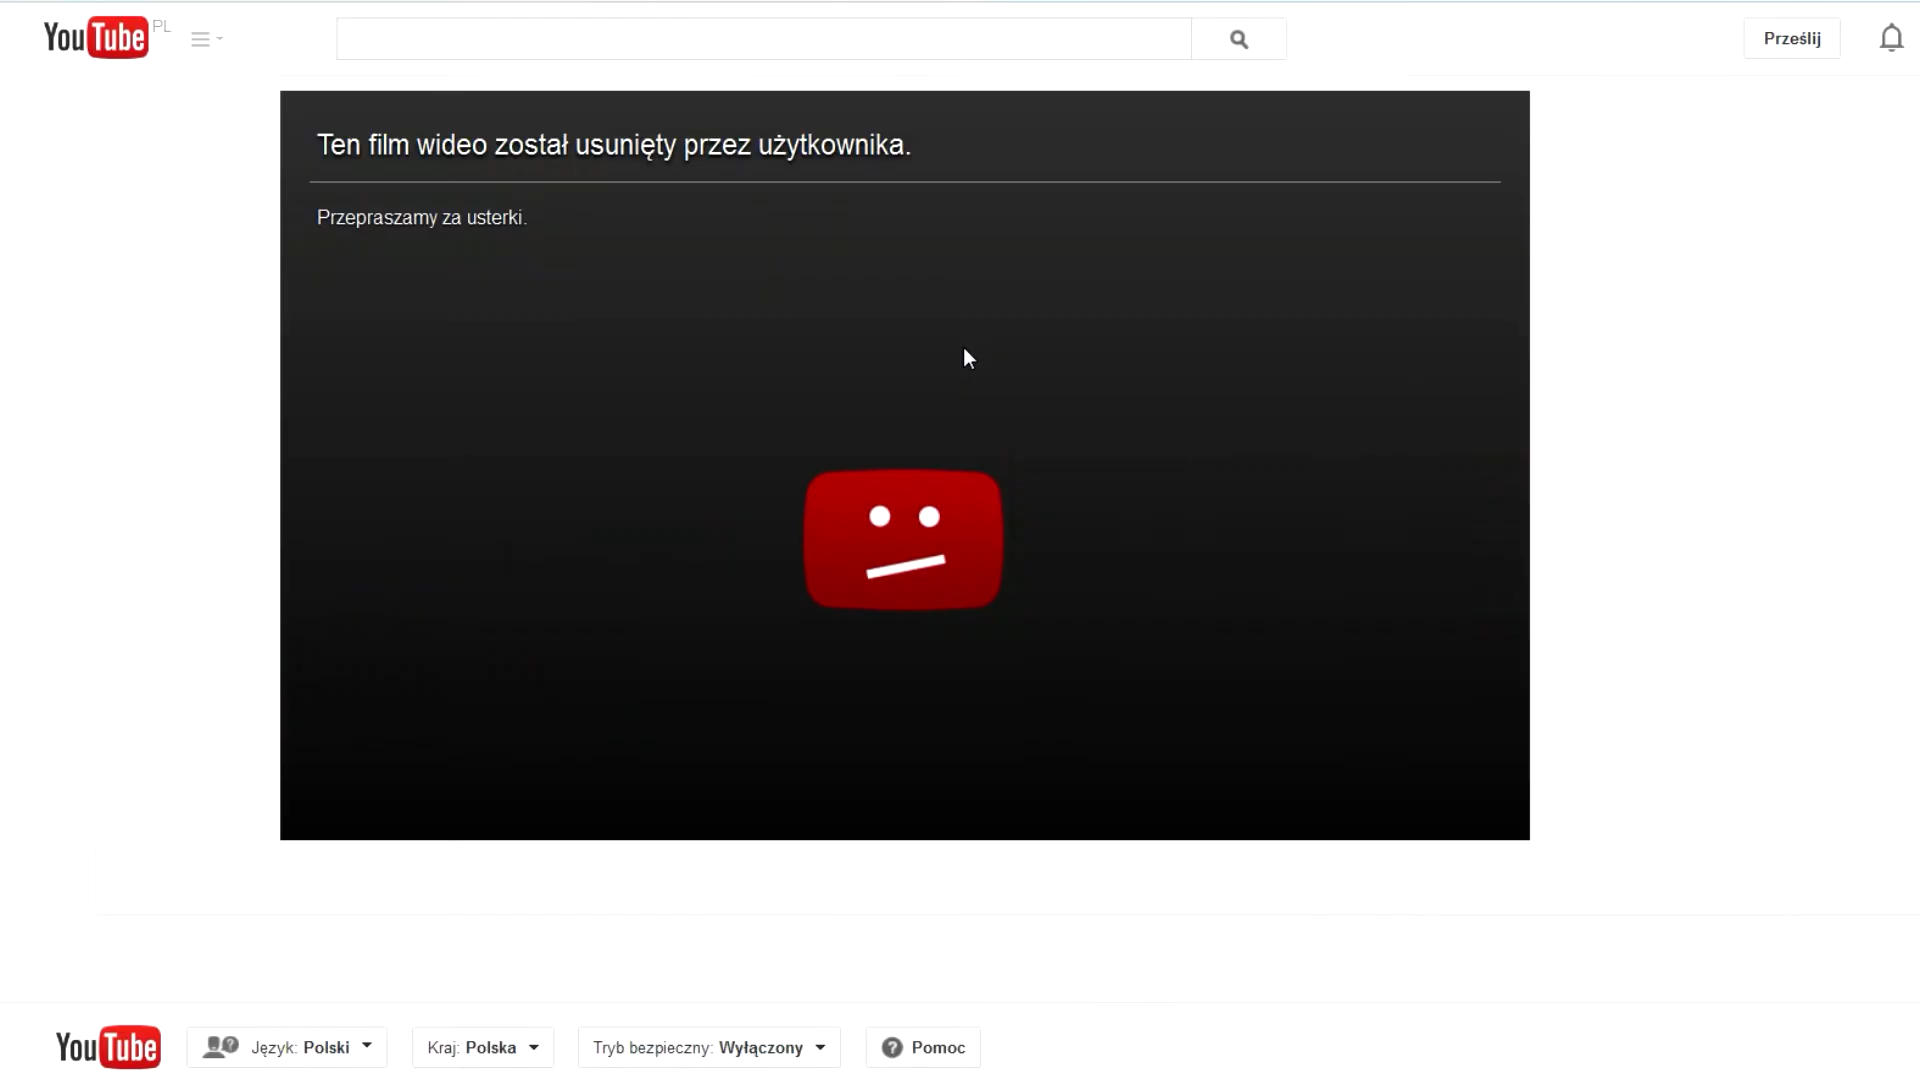 YouTube PL
Prześlij
Ten film wideo został usunięty przez użytkownika.
Przepraszamy za usterki.
YouTube
Język: Polski
Kraj: Polska
Tryb bezpieczny: Wyłączony
Pomoc